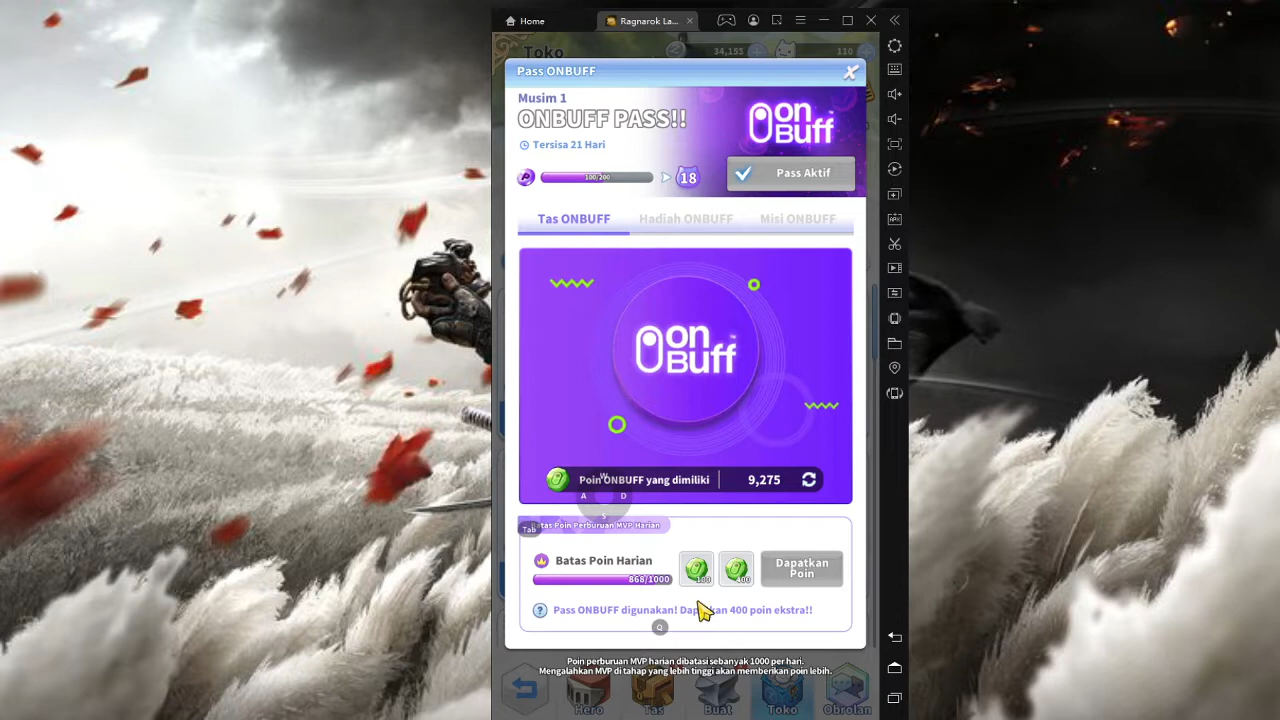 Home
Ragnarok La...
Toko
34,155
110
Pass ONBUFF
Musim 1
ONBUFF PASS!!
Tersisa 21 Hari
on
Buff
100/200
18
Pass Aktif
Tas ONBUFF
Hadiah ONBUFF
Misi ONBUFF
on
Buff
Poin ONBUFF yang dimiliki
9,275
W
A
D
S
Tab
Batas Poin Perburuan MVP Harian
Batas Poin Harian
868/1000
100
400
Dapatkan
Poin
Pass ONBUFF digunakan! Dapatkan 400 poin ekstra!!
Q
Poin perburuan MVP harian dibatasi sebanyak 1000 per hari.
Mengalahkan MVP di tahap yang lebih tinggi akan memberikan poin lebih.
Hero
Tas
Buat
Toko
Obrolan